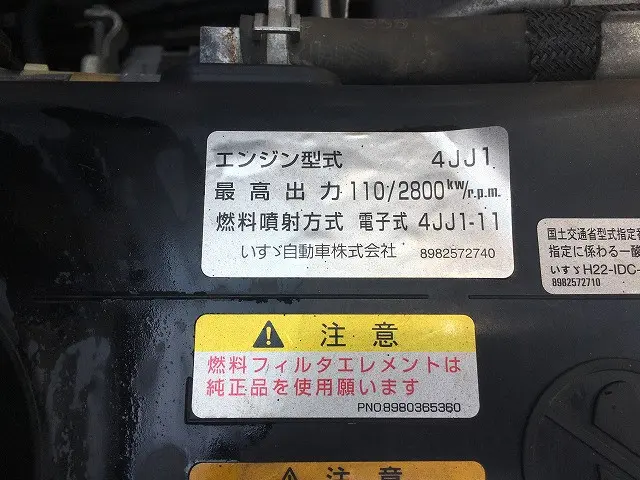 エンジン型式 4JJ1
最高出力 110/2800kw/r.p.m.
燃料噴射方式 電子式 4JJ1-11
いすゞ自動車株式会社 8982572740
国土交通省型式指定
指定に係わる一酸
いすゞH22-IDC-
8982572710
注意
燃料フィルタエレメントは
純正品を使用願います
PNO8980365360
注意